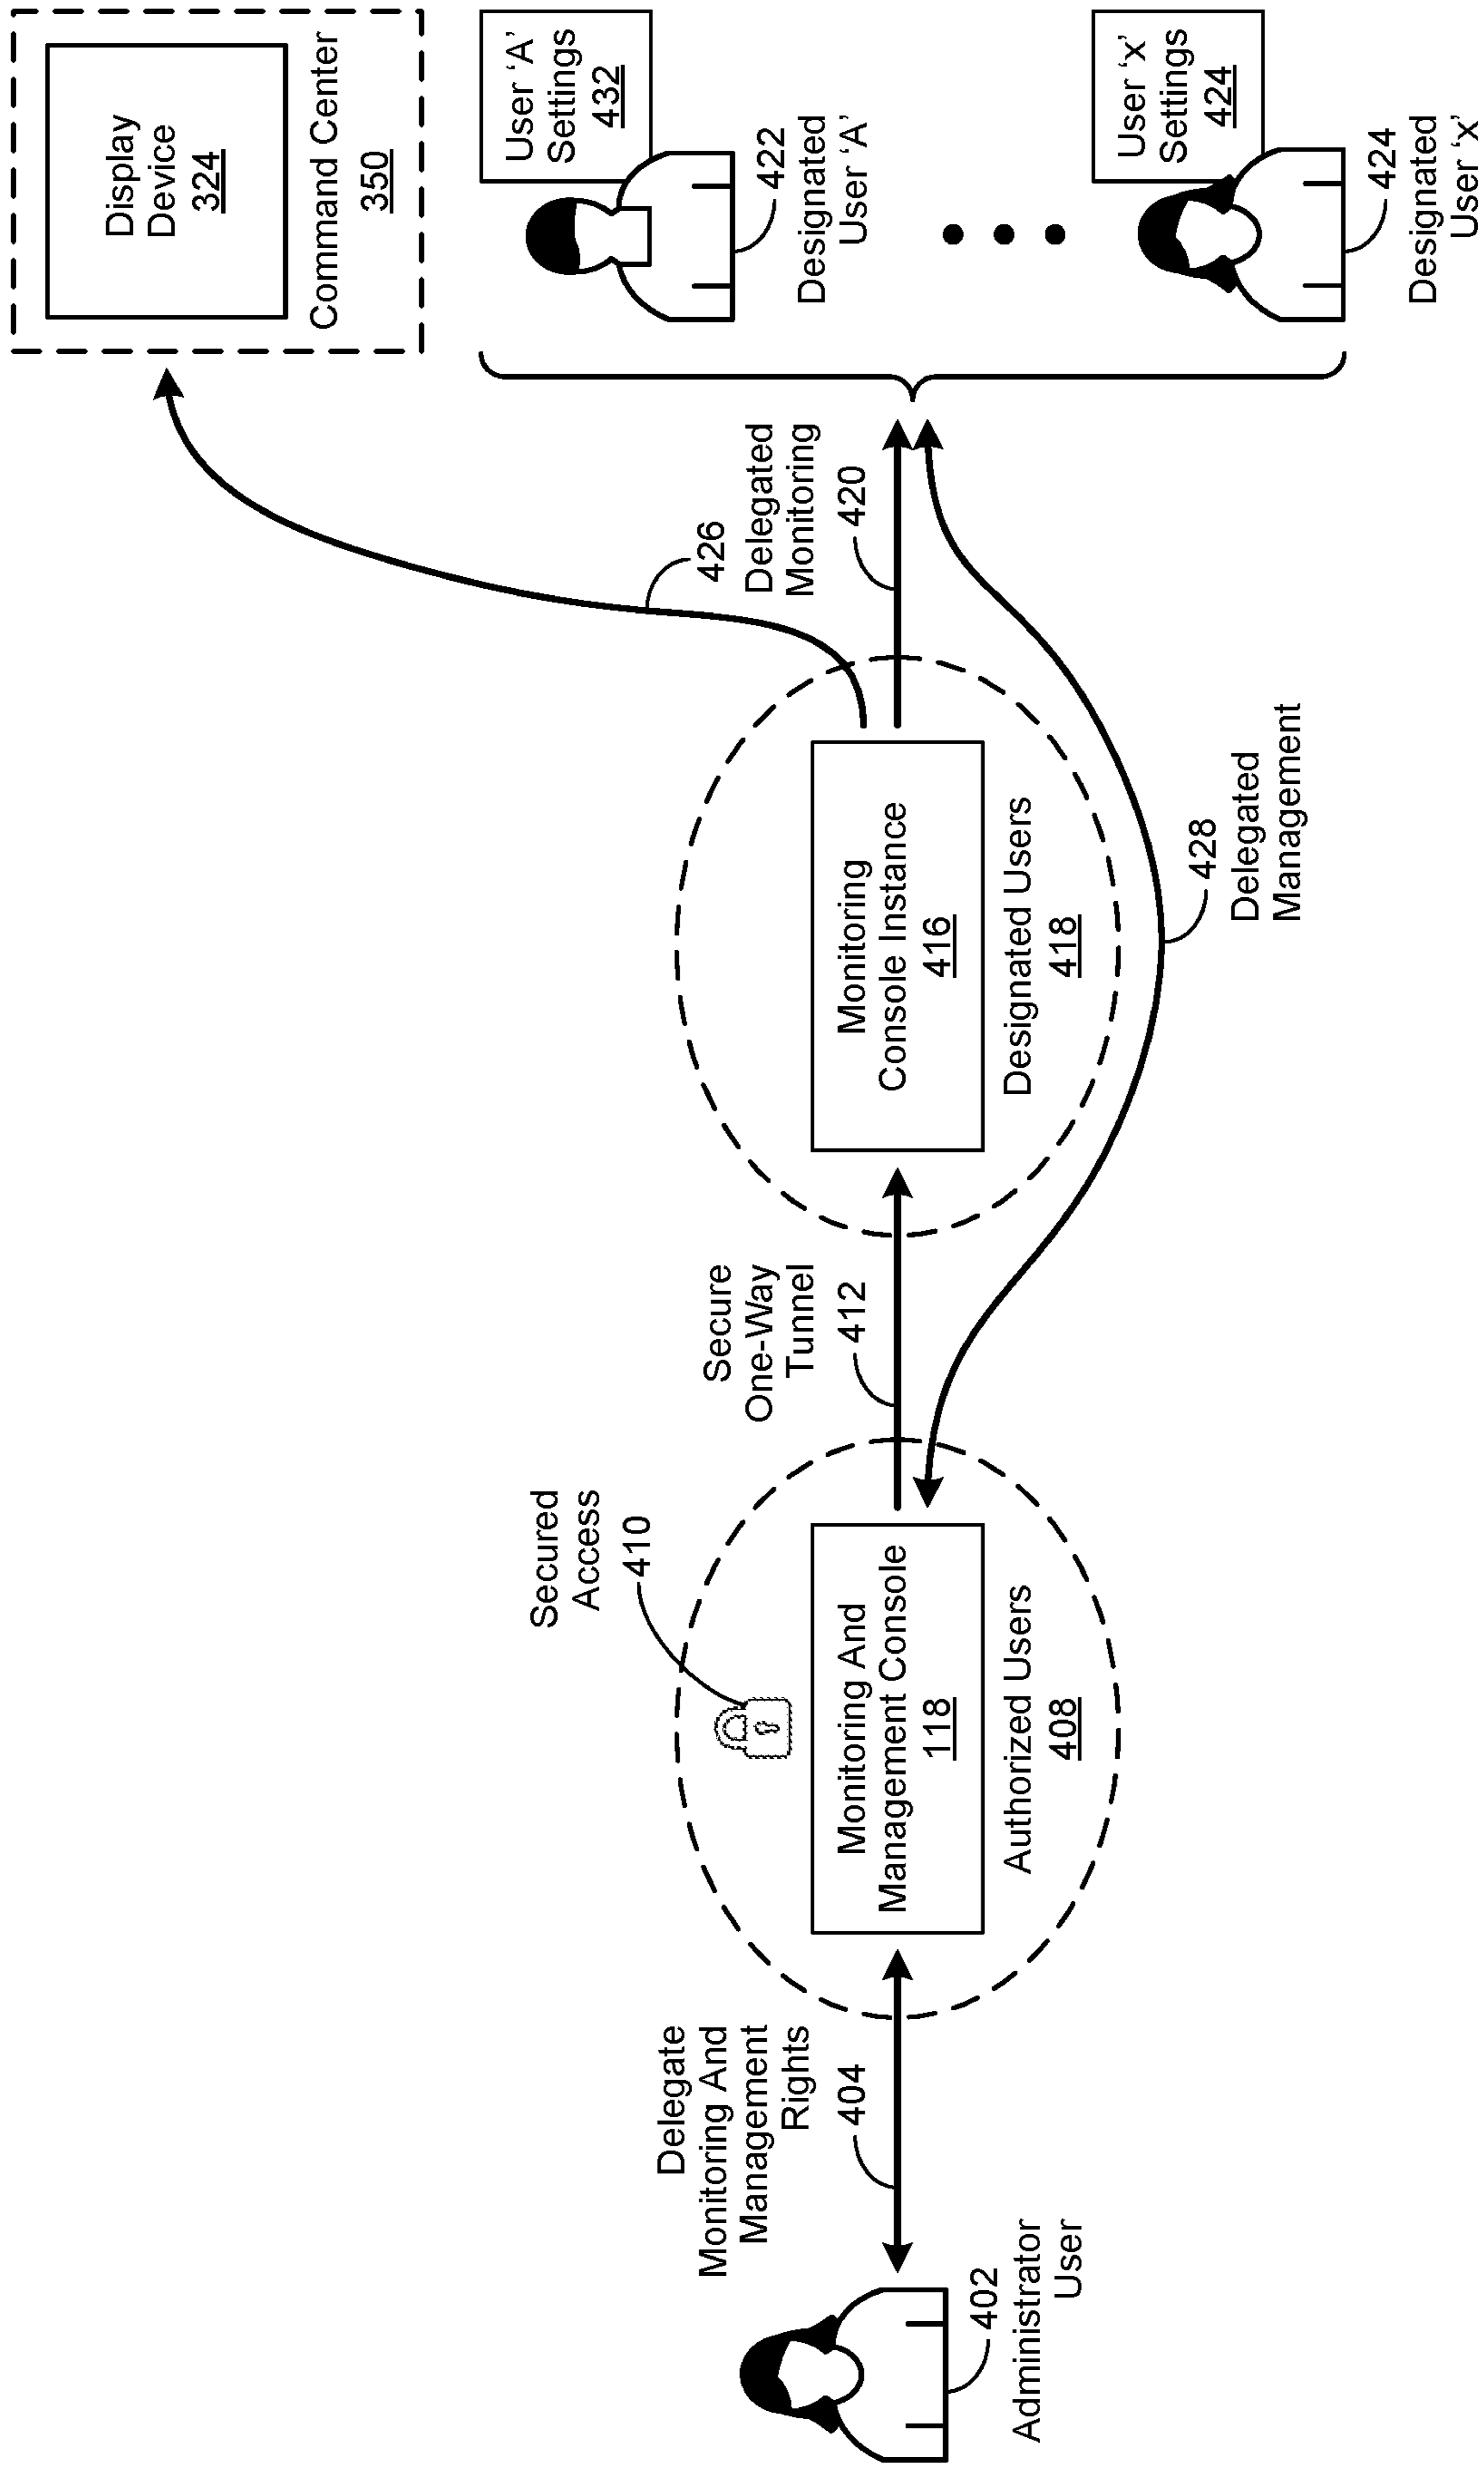 Display
Device
324
Command Center
350
User ‘A’
Settings
432
422
Designated
User ‘A’
User ‘x’
Settings
424
424
Designated
User ‘x’
426
Delegated
Monitoring
420
Monitoring
Console Instance
416
Designated Users
418
428
Delegated
Management
Secure
One-Way
Tunnel
412
Secured
Access
410
Monitoring And
Management Console
118
Authorized Users
408
Delegate
Monitoring And
Management
Rights
404
402
Administrator
User